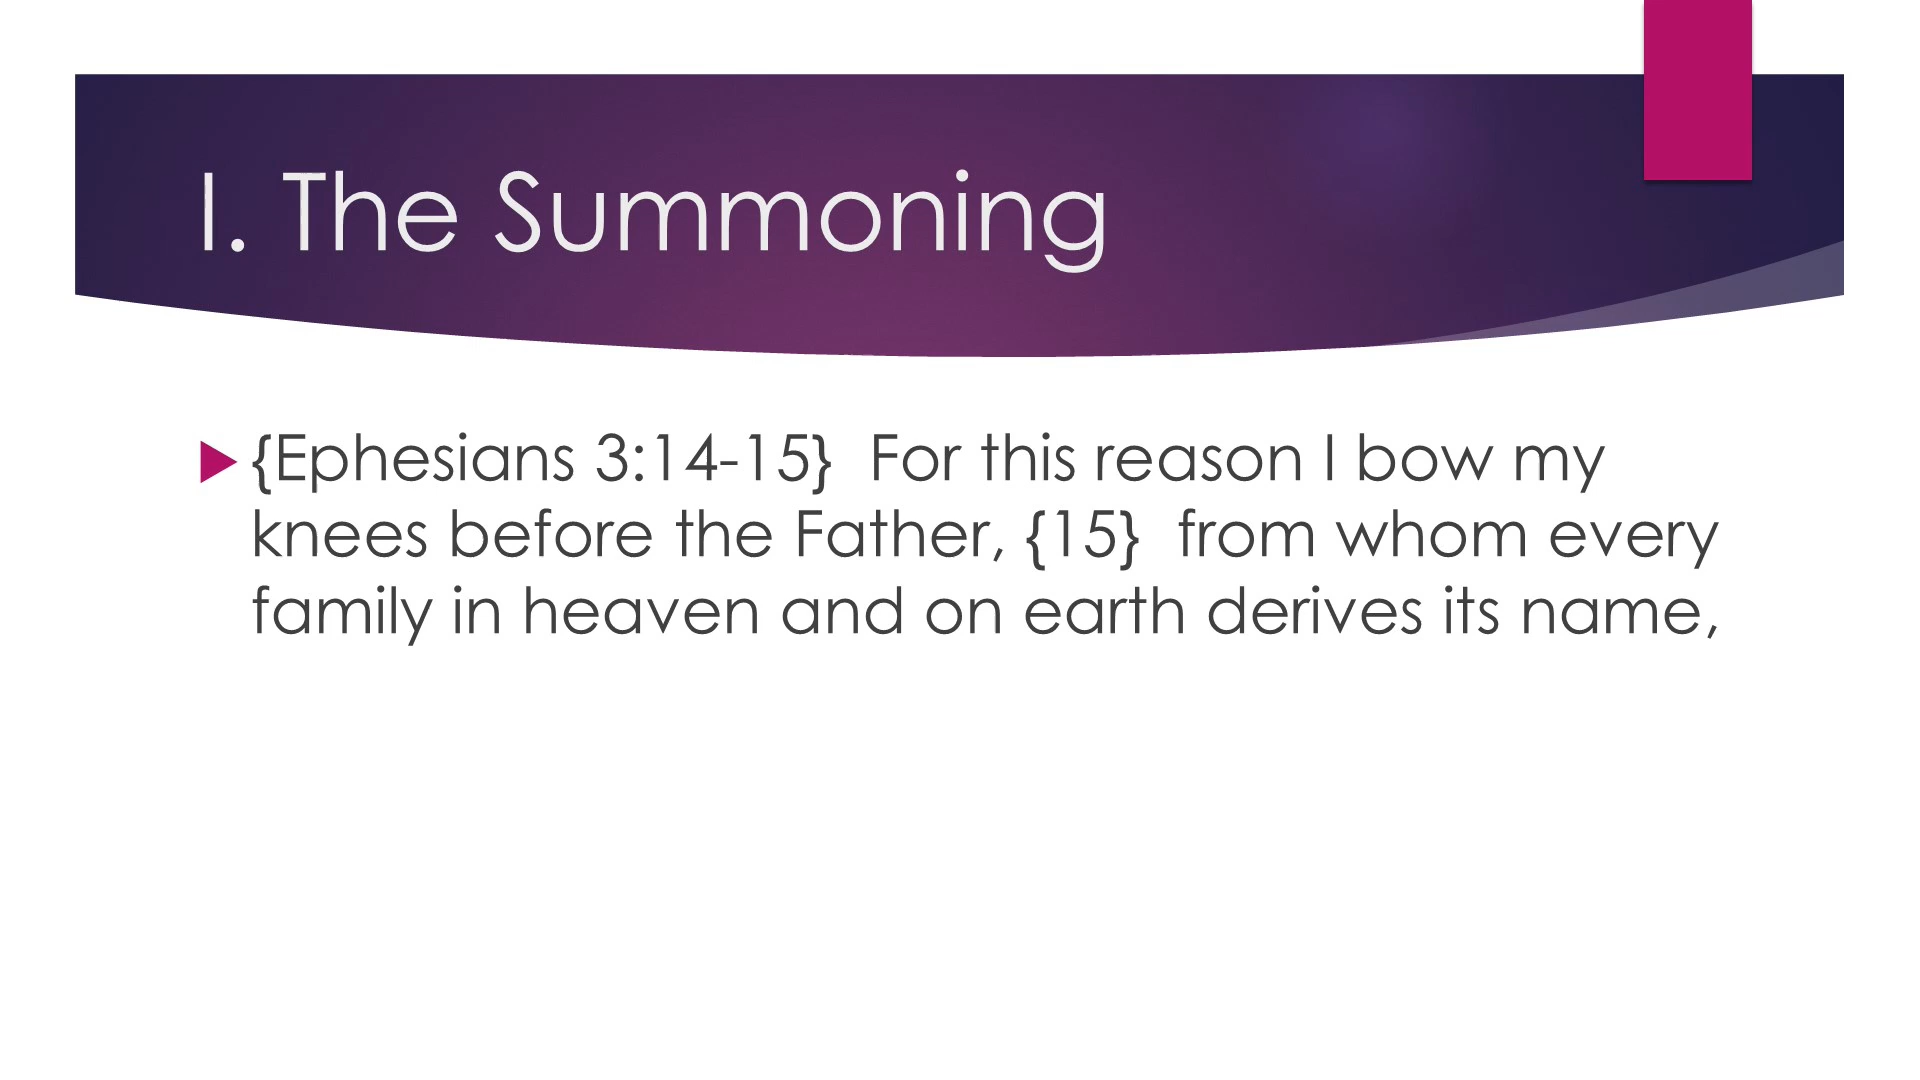 I. The Summoning
{Ephesians 3:14-15}  For this reason I bow my
knees before the Father, {15}  from whom every
family in heaven and on earth derives its name,